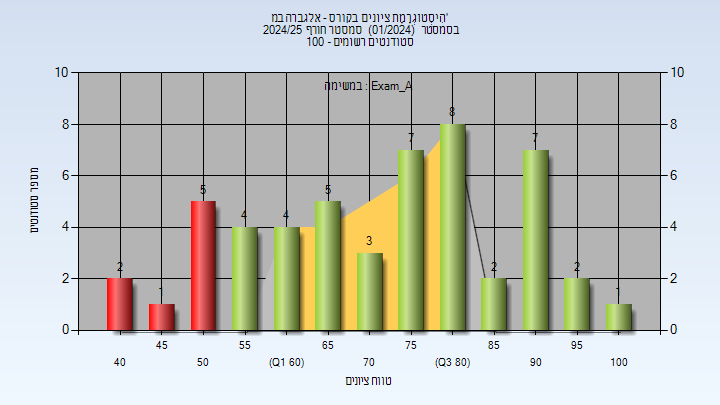 היסטוגרמת ציונים בקורס - אלגברה במ'
בסמסטר (01/2024) סמסטר חורף 2024/25
סטודנטים רשומים - 100
במשימה : Exam_A
מספר סטודנטים
10 10
8 8
6 6
4 4
2 2
0 0
2 1 5 4 4 5 3 7 8 2 7 2 1
45 55 65 75 85 95
40 50 (Q1 60) 70 (Q3 80) 90 100
טווח ציונים